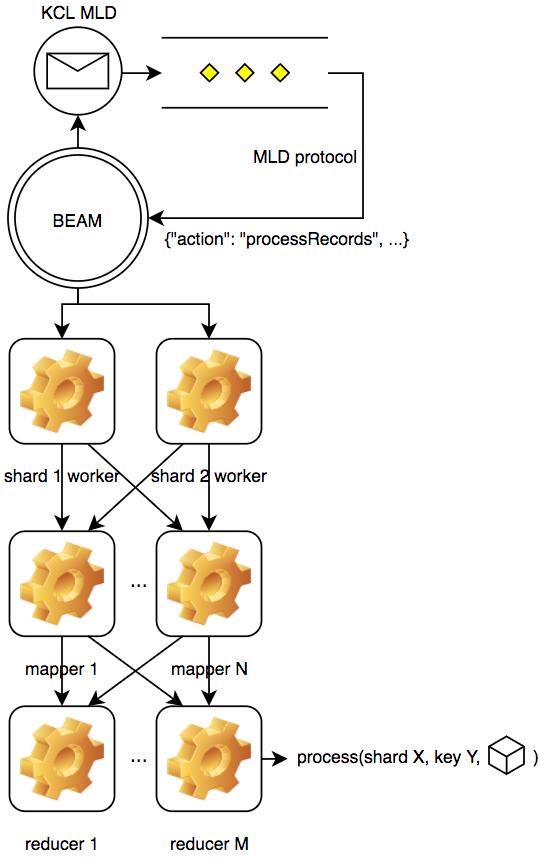 KCL MLD
MLD protocol
BEAM
{"action": "processRecords", ...}
shard 1 worker
shard 2 worker
...
mapper 1
mapper N
...
process(shard X, key Y, )
reducer 1
reducer M